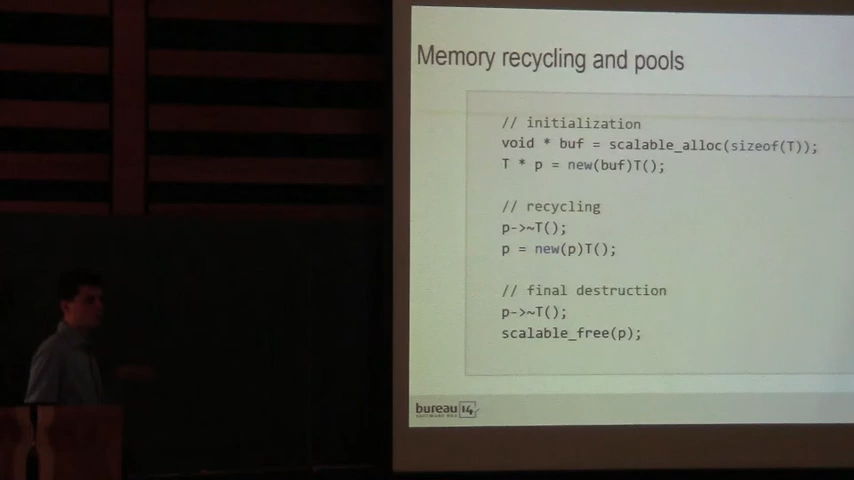 Memory recycling and pools
// initialization
void * buf = scalable_alloc(sizeof(T));
T * p = new(buf)T();
// recycling
p->~T();
p = new(p)T();
// final destruction
p->~T();
scalable_free(p);
bureau 14